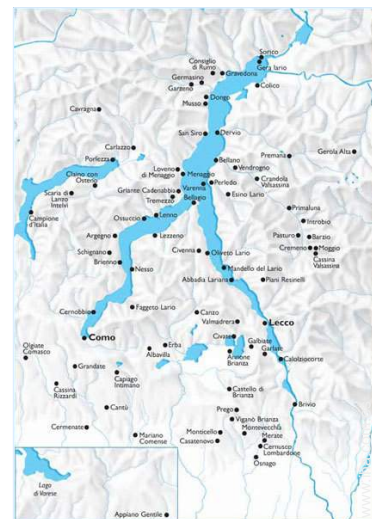 Sorico
Gera lario
Consiglio
di Rumo
Gravedona
Germasino
Garzeno
Colico
Dongo
Musso
Cavragna
San Siro
Dervio
Carlazzo
Bellano
Premana
Gerola Alta
Porlezza
Vendrogno
Claino con
Osteno
Loveno
di Menaggio
Menaggio
Crandola
Valsassina
Varenna
Perledo
Scaria di
Lanzo
Intelvi
Griante Cadenabbia
Tremezzo
Esino Lario
Bellagio
Campione
d'Italia
Ossuccio
Lenno
Primaluna
Introbio
Argegno
Lezzeno
Pasturo
Barzio
Schignano
Civenna
Oliveto Lario
Cremeno
Moggio
Cassina
Valsassina
Brienno
Nesso
Mandello del Lario
Abbadia Lariana
Piani Resinelli
Cernobbio
Faggeto Lario
Canzo
Valmadrera
Lecco
Como
Civate
Olgiate
Comasco
Erba
Albavilla
Galbiate
Garlate
Annone
Brianza
Calolziocorte
Grandate
Capiago
Intimiano
Cassina
Rizzardi
Castello di
Brianza
Cantù
Brivio
Prego
Viganò Brianza
Cermenate
Mariano
Comense
Monticello
Montevecchia
Casatenovo
Merate
Cernusco
Lombardone
Osnago
Lago
di Varese
Appiano Gentile